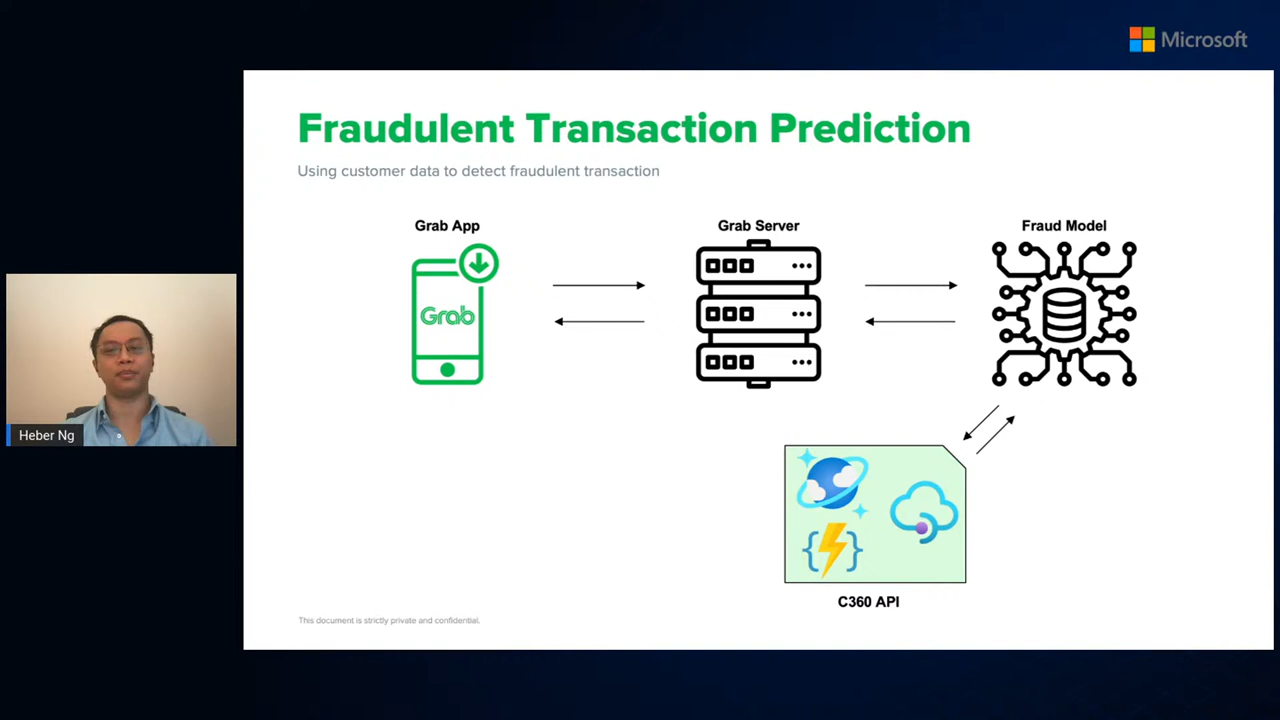 Microsoft
Fraudulent Transaction Prediction
Using customer data to detect fraudulent transaction
Grab App
Grab Server
Fraud Model
Grab
Heber Ng
C360 API
This document is strictly private and confidential.